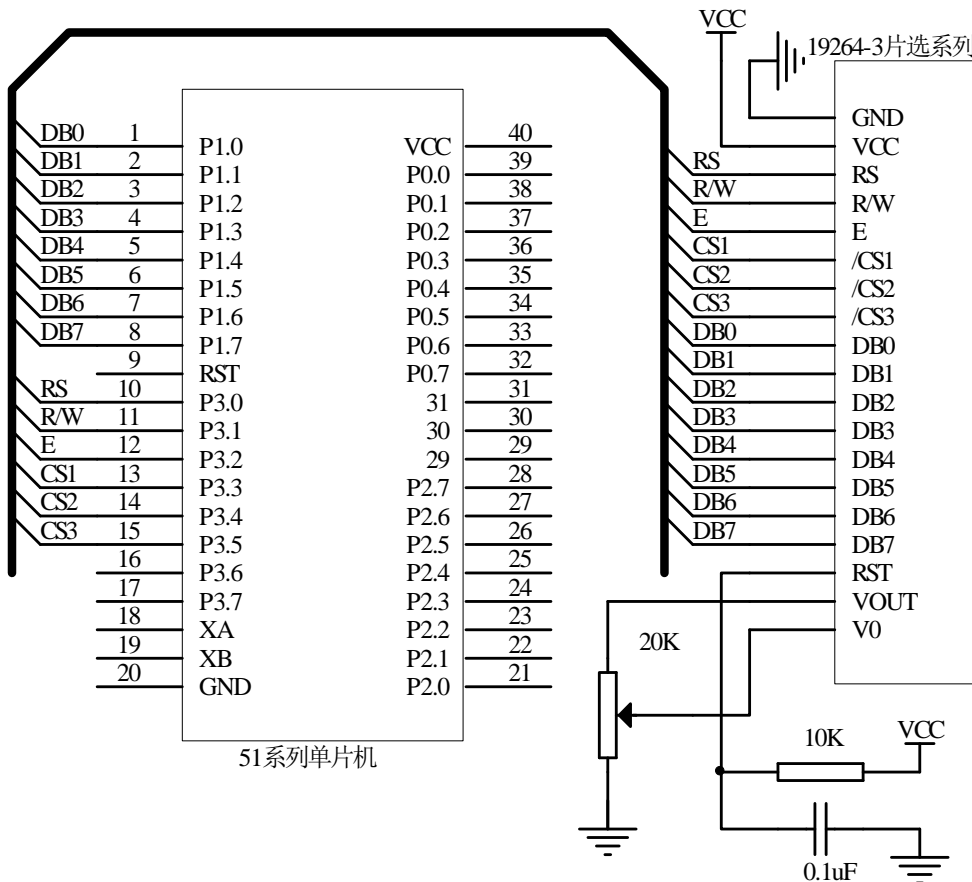 VCC
19264-3片选系列
DB0 1 P1.0 VCC 40
DB1 2 P1.1 P0.0 39
DB2 3 P1.2 P0.1 38
DB3 4 P1.3 P0.2 37
DB4 5 P1.4 P0.3 36
DB5 6 P1.5 P0.4 35
DB6 7 P1.6 P0.5 34
DB7 8 P1.7 P0.6 33
9 RST P0.7 32
RS 10 P3.0 31 31
R/W 11 P3.1 30 30
E 12 P3.2 29 29
CS1 13 P3.3 P2.7 28
CS2 14 P3.4 P2.6 27
CS3 15 P3.5 P2.5 26
16 P3.6 P2.4 25
17 P3.7 P2.3 24
18 XA P2.2 23
19 XB P2.1 22
20 GND P2.0 21
51系列单片机
GND
VCC
RS RS
R/W R/W
E E
CS1 /CS1
CS2 /CS2
CS3 /CS3
DB0 DB0
DB1 DB1
DB2 DB2
DB3 DB3
DB4 DB4
DB5 DB5
DB6 DB6
DB7 DB7
RST
VOUT
V0
20K
10K
VCC
0.1uF